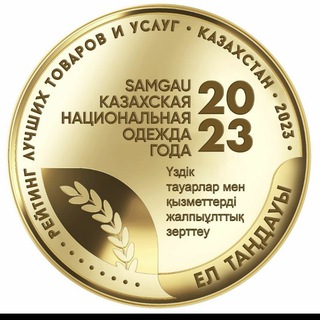 РЕЙТИНГ ЛУЧШИХ ТОВАРОВ И УСЛУГ • КАЗАХСТАН • 2023 •
SAMGAU
КАЗАХСКАЯ
НАЦИОНАЛЬНАЯ
ОДЕЖДА
ГОДА
20
23
Үздік
тауарлар мен
қызметтерді
жалпыұлттық
зерттеу
ЕЛ ТАҢДАУЫ